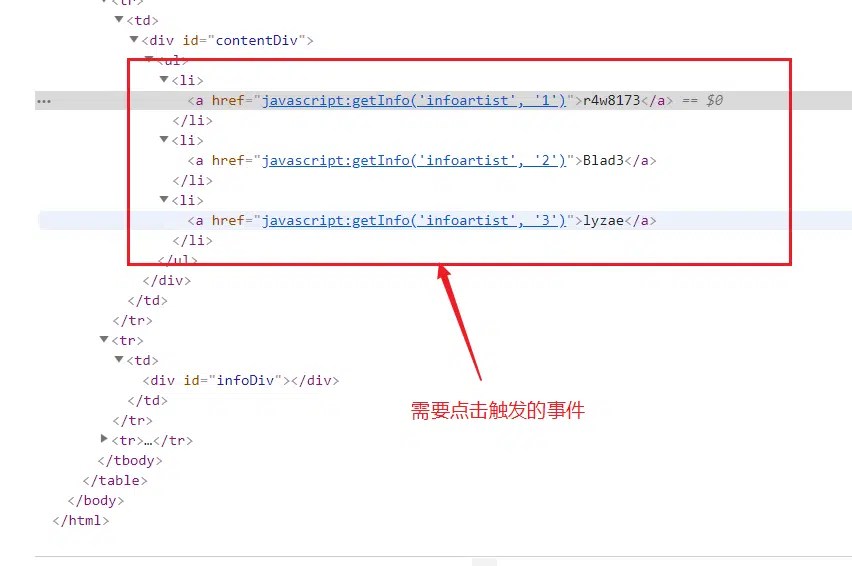 <tr>
<td>
<div id="contentDiv">
<ul>
<li>
<a href="javascript:getInfo('infoartist', '1')">r4w8173</a> == $0
</li>
<li>
<a href="javascript:getInfo('infoartist', '2')">Blad3</a>
</li>
<li>
<a href="javascript:getInfo('infoartist', '3')">lyzae</a>
</li>
</ul>
</div>
</td>
</tr>
<tr>
<td>
<div id="infoDiv"></div>
</td>
</tr>
<tr>…</tr>
</tbody>
</table>
</body>
</html>
需要点击触发的事件